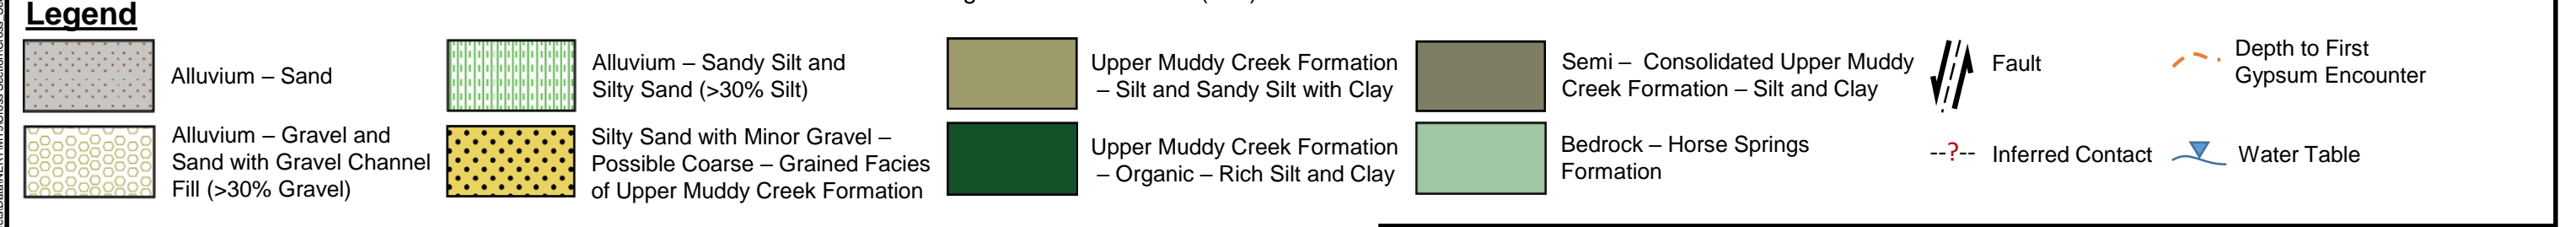 Legend
Alluvium – Sand
Alluvium – Gravel and
Sand with Gravel Channel
Fill (>30% Gravel)
Alluvium – Sandy Silt and
Silty Sand (>30% Silt)
Silty Sand with Minor Gravel –
Possible Coarse – Grained Facies
of Upper Muddy Creek Formation
Upper Muddy Creek Formation
– Silt and Sandy Silt with Clay
Upper Muddy Creek Formation
– Organic – Rich Silt and Clay
Semi – Consolidated Upper Muddy
Creek Formation – Silt and Clay
Bedrock – Horse Springs
Formation
Fault
--?-- Inferred Contact
Depth to First
Gypsum Encounter
Water Table